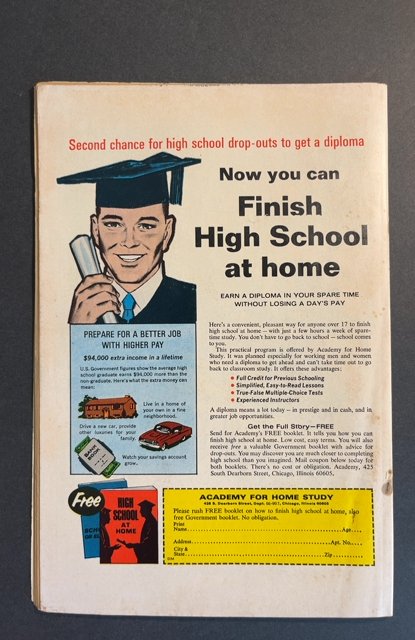 Second chance for high school drop-outs to get a diploma
Now you can
Finish
High School
at home
EARN A DIPLOMA IN YOUR SPARE TIME
WITHOUT LOSING A DAY'S PAY
PREPARE FOR A BETTER JOB
WITH HIGHER PAY
$94,000 extra income in a lifetime
U.S. Government figures show the average high
school graduate earns $94,000 more than the
non-graduate. Here's what the extra money can
mean:
Live in a home of
your own in a fine
neighborhood.
Drive a new car, provide
other luxuries for your
family.
BANK
BOOK
Watch your savings account
grow.
Here's a convenient, pleasant way for anyone over 17 to finish
high school at home — with just a few hours a week of spare-
time study. You don't have to go back to school — school comes
to you.
This practical program is offered by Academy for Home
Study. It was planned especially for working men and women
who need a diploma to get ahead and can't take time out to go
back to classroom study. It offers these advantages:
• Full Credit for Previous Schooling
• Simplified, Easy-to-Read Lessons
• True-False Multiple-Choice Tests
• Experienced Instructors
A diploma means a lot today — in prestige and in cash, and in
greater job opportunities.
Get the Full Story—FREE
Send for Academy's FREE booklet. It tells you how you can
finish high school at home. Low cost, easy terms. You will also
receive free a valuable Government booklet with advice for
drop-outs. You may discover you are much closer to completing
high school than you imagined. Mail coupon below today for
both booklets. There's no cost or obligation. Academy, 425
South Dearborn Street, Chicago, Illinois 60605.
Free
HIGH
SCHOOL
AT
HOME
ACADEMY FOR HOME STUDY
Chicago, Illinois 60605
Please rush FREE booklet on how to finish high school at home, also
free Government booklet. No obligation.
Print
Name Apt.
Address Apt. No.
City &
State Zip